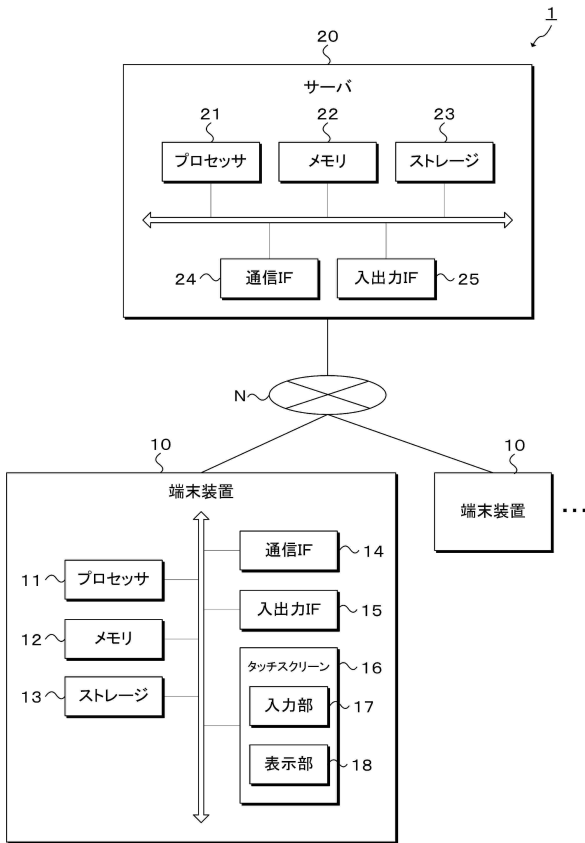 1
20
サーバ
21 22 23
プロセッサ メモリ ストレージ
24 通信IF 入出力IF 25
N
10 10
端末装置 端末装置 ・・・
通信IF 14
11 プロセッサ
入出力IF 15
12 メモリ
タッチスクリーン 16
13 ストレージ
入力部 17
表示部 18